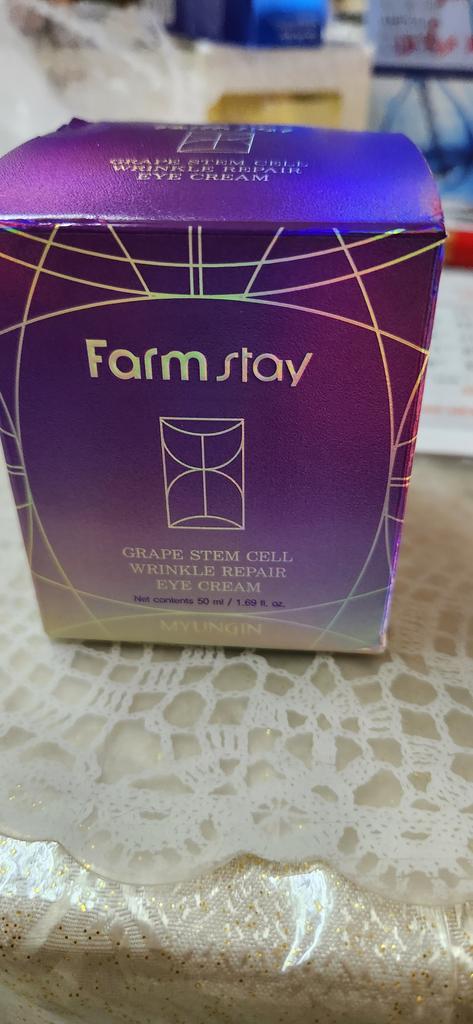 GRAPE STEM CELL
WRINKLE REPAIR
EYE CREAM
Farm stay
GRAPE STEM CELL
WRINKLE REPAIR
EYE CREAM
Net contents 50 ml / 1.69 fl. oz.
MYUNGIN